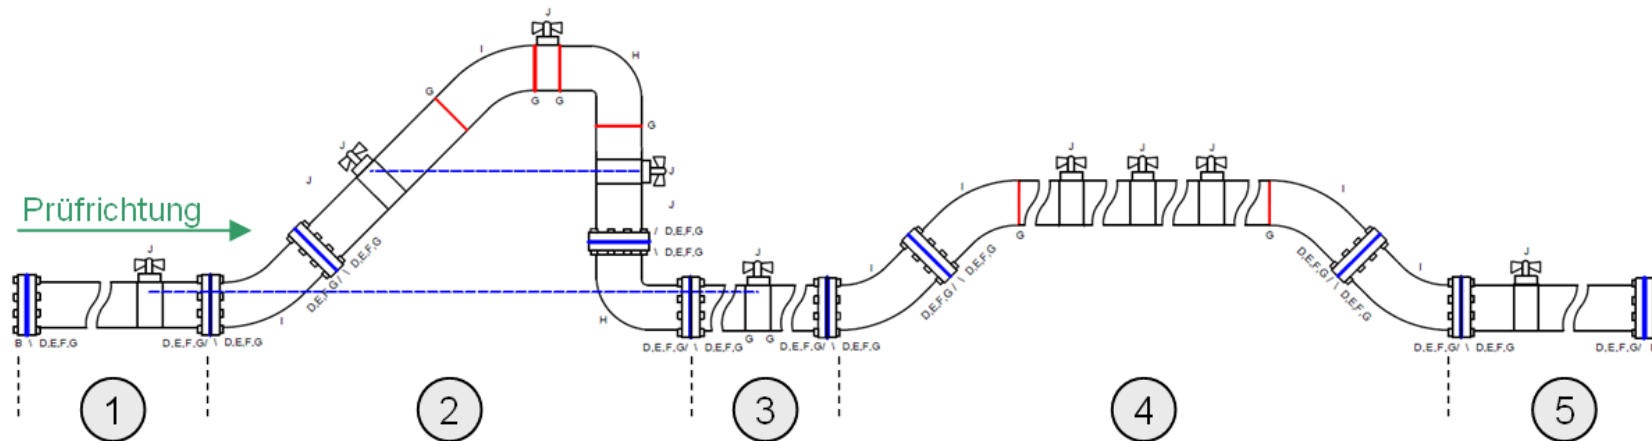 J
I
H
G
G
G
J
G
J
J
J
J
J
J
I
I
Prüfrichtung
/ D,E,F,G
\ D,E,F,G
D,E,F,G/ \ D,E,F,G
G
G
D,E,F,G/ \ D,E,F,G
D,E,F,G/ \ D,E,F,G
J
J
J
I
I
I
H
B \ D,E,F,G
D,E,F,G/ \ D,E,F,G
D,E,F,G/ \ D,E,F,G
G G
D,E,F,G/ \ D,E,F,G
D,E,F,G/ \ D,E,F,G
D,E,F,G/
1
2
3
4
5